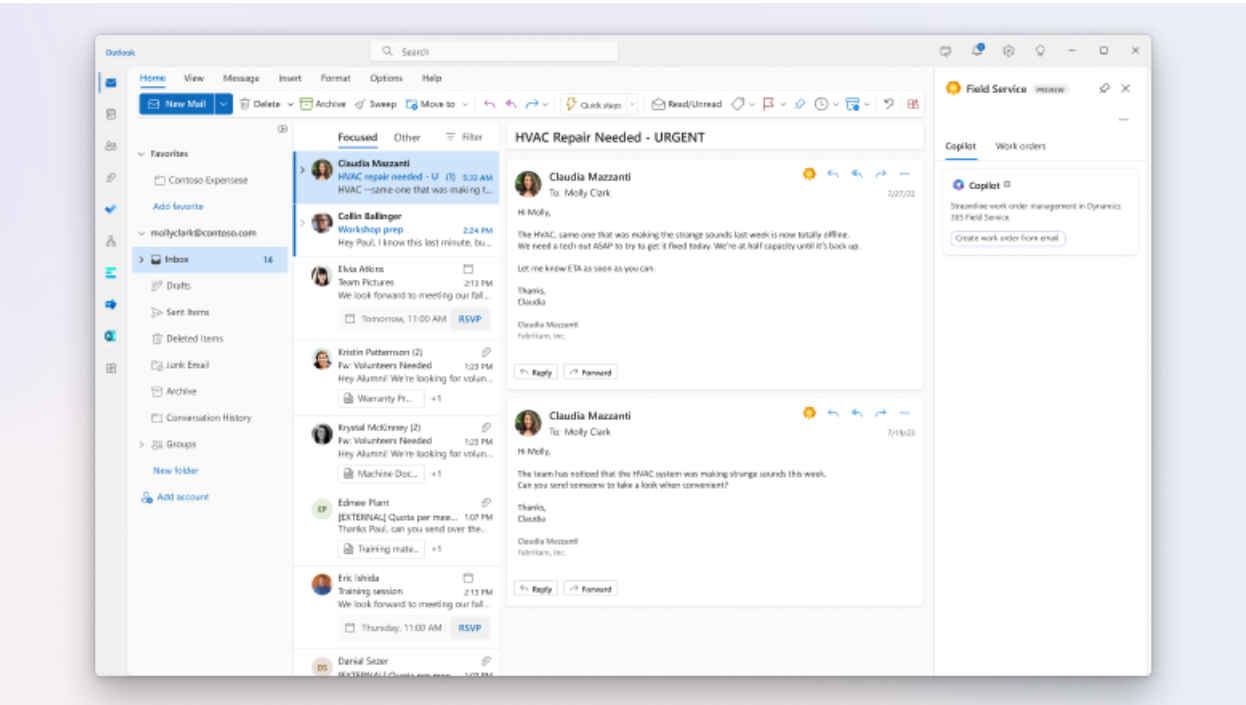 Outlook
Search
Home View Message Insert Format Options Help
New Mail Delete Archive Sweep Move to Quick steps Read/Unread
Favorites
Contoso Expensese
Add favorite
mollyclark@contoso.com
Inbox 14
Drafts
Sent Items
Deleted Items
Junk Email
Archive
Conversation History
Groups
New folder
Add account
Focused Other Filter
Claudia Mazzanti
HVAC repair needed - U (1) 5:33 AM
HVAC --same one that was making t...
Collin Ballinger
Workshop prep 2:24 PM
Hey Paul, I know this last minute, bu...
Elvia Atkins
Team Pictures 2:13 PM
We look forward to meeting our fall...
Tomorrow, 11:00 AM RSVP
Kristin Patterson (2)
Fw: Volunteers Needed 1:23 PM
Hey Alumni! We're looking for volun...
Warranty Pr... +1
Krystal McKinney (2)
Fw: Volunteers Needed 1:23 PM
Hey Alumni! We're looking for volun...
Machine Doc... +1
EP
Edmee Plant
[EXTERNAL] Quote per mee... 1:07 PM
Thanks Paul, can you send over the...
Training mate... +1
Eric Ishida
Training session 2:13 PM
We look forward to meeting our fall...
Thursday, 11:00 AM RSVP
DS
Danial Sezer
HVAC Repair Needed - URGENT
Claudia Mazzanti
To: Molly Clark 7/27/23
Hi Molly,
The HVAC, same one that was making the strange sounds last week is now totally offline.
We need a tech out ASAP to try to get it fixed today. We're at half capacity until it's back up.
Let me know ETA as soon as you can.
Thanks,
Claudia
Claudia Mazzanti
Fabrikam, Inc.
Reply Forward
Claudia Mazzanti
To: Molly Clark 7/19/23
Hi Molly,
The team has noticed that the HVAC system was making strange sounds this week.
Can you send someone to take a look when convenient?
Thanks,
Claudia
Claudia Mazzanti
Fabrikam, Inc.
Reply Forward
Field Service PREVIEW
Copilot Work orders
Copilot
Streamline work order management in Dynamics
365 Field Service
Create work order from email